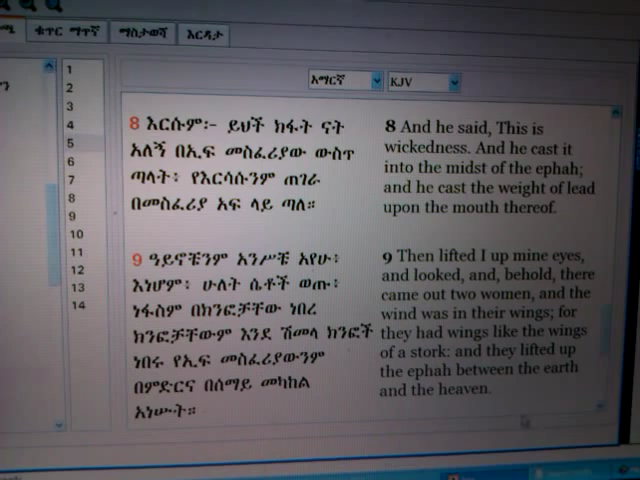 ቁጥር ማጥኛ
ማስታወሻ
እርዳታ
አማርኛ
KJV
1
2
3
4
5
6
7
8
9
10
11
12
13
14
8 እርሱም፦ ይህች ክፋት ናት
አለኝ በኢፍ መስፈሪያው ውስጥ
ጣላት፤ የእርሳሱንም ጠገራ
በመስፈሪያ አፍ ላይ ጣለ።
9 ዓይኖቼንም አንሥቼ አየሁ፤
እነሆም፤ ሁለት ሴቶች ወጡ፤
ነፋስም በክንፎቻቸው ነበረ
ክንፎቻቸውም እንደ ሽመላ ክንፎች
ነበሩ የኢፍ መስፈሪያውንም
በምድርና በሰማይ መካከል
አነሡት።
8 And he said, This is
wickedness. And he cast it
into the midst of the ephah;
and he cast the weight of lead
upon the mouth thereof.
9 Then lifted I up mine eyes,
and looked, and, behold, there
came out two women, and the
wind was in their wings; for
they had wings like the wings
of a stork: and they lifted up
the ephah between the earth
and the heaven.